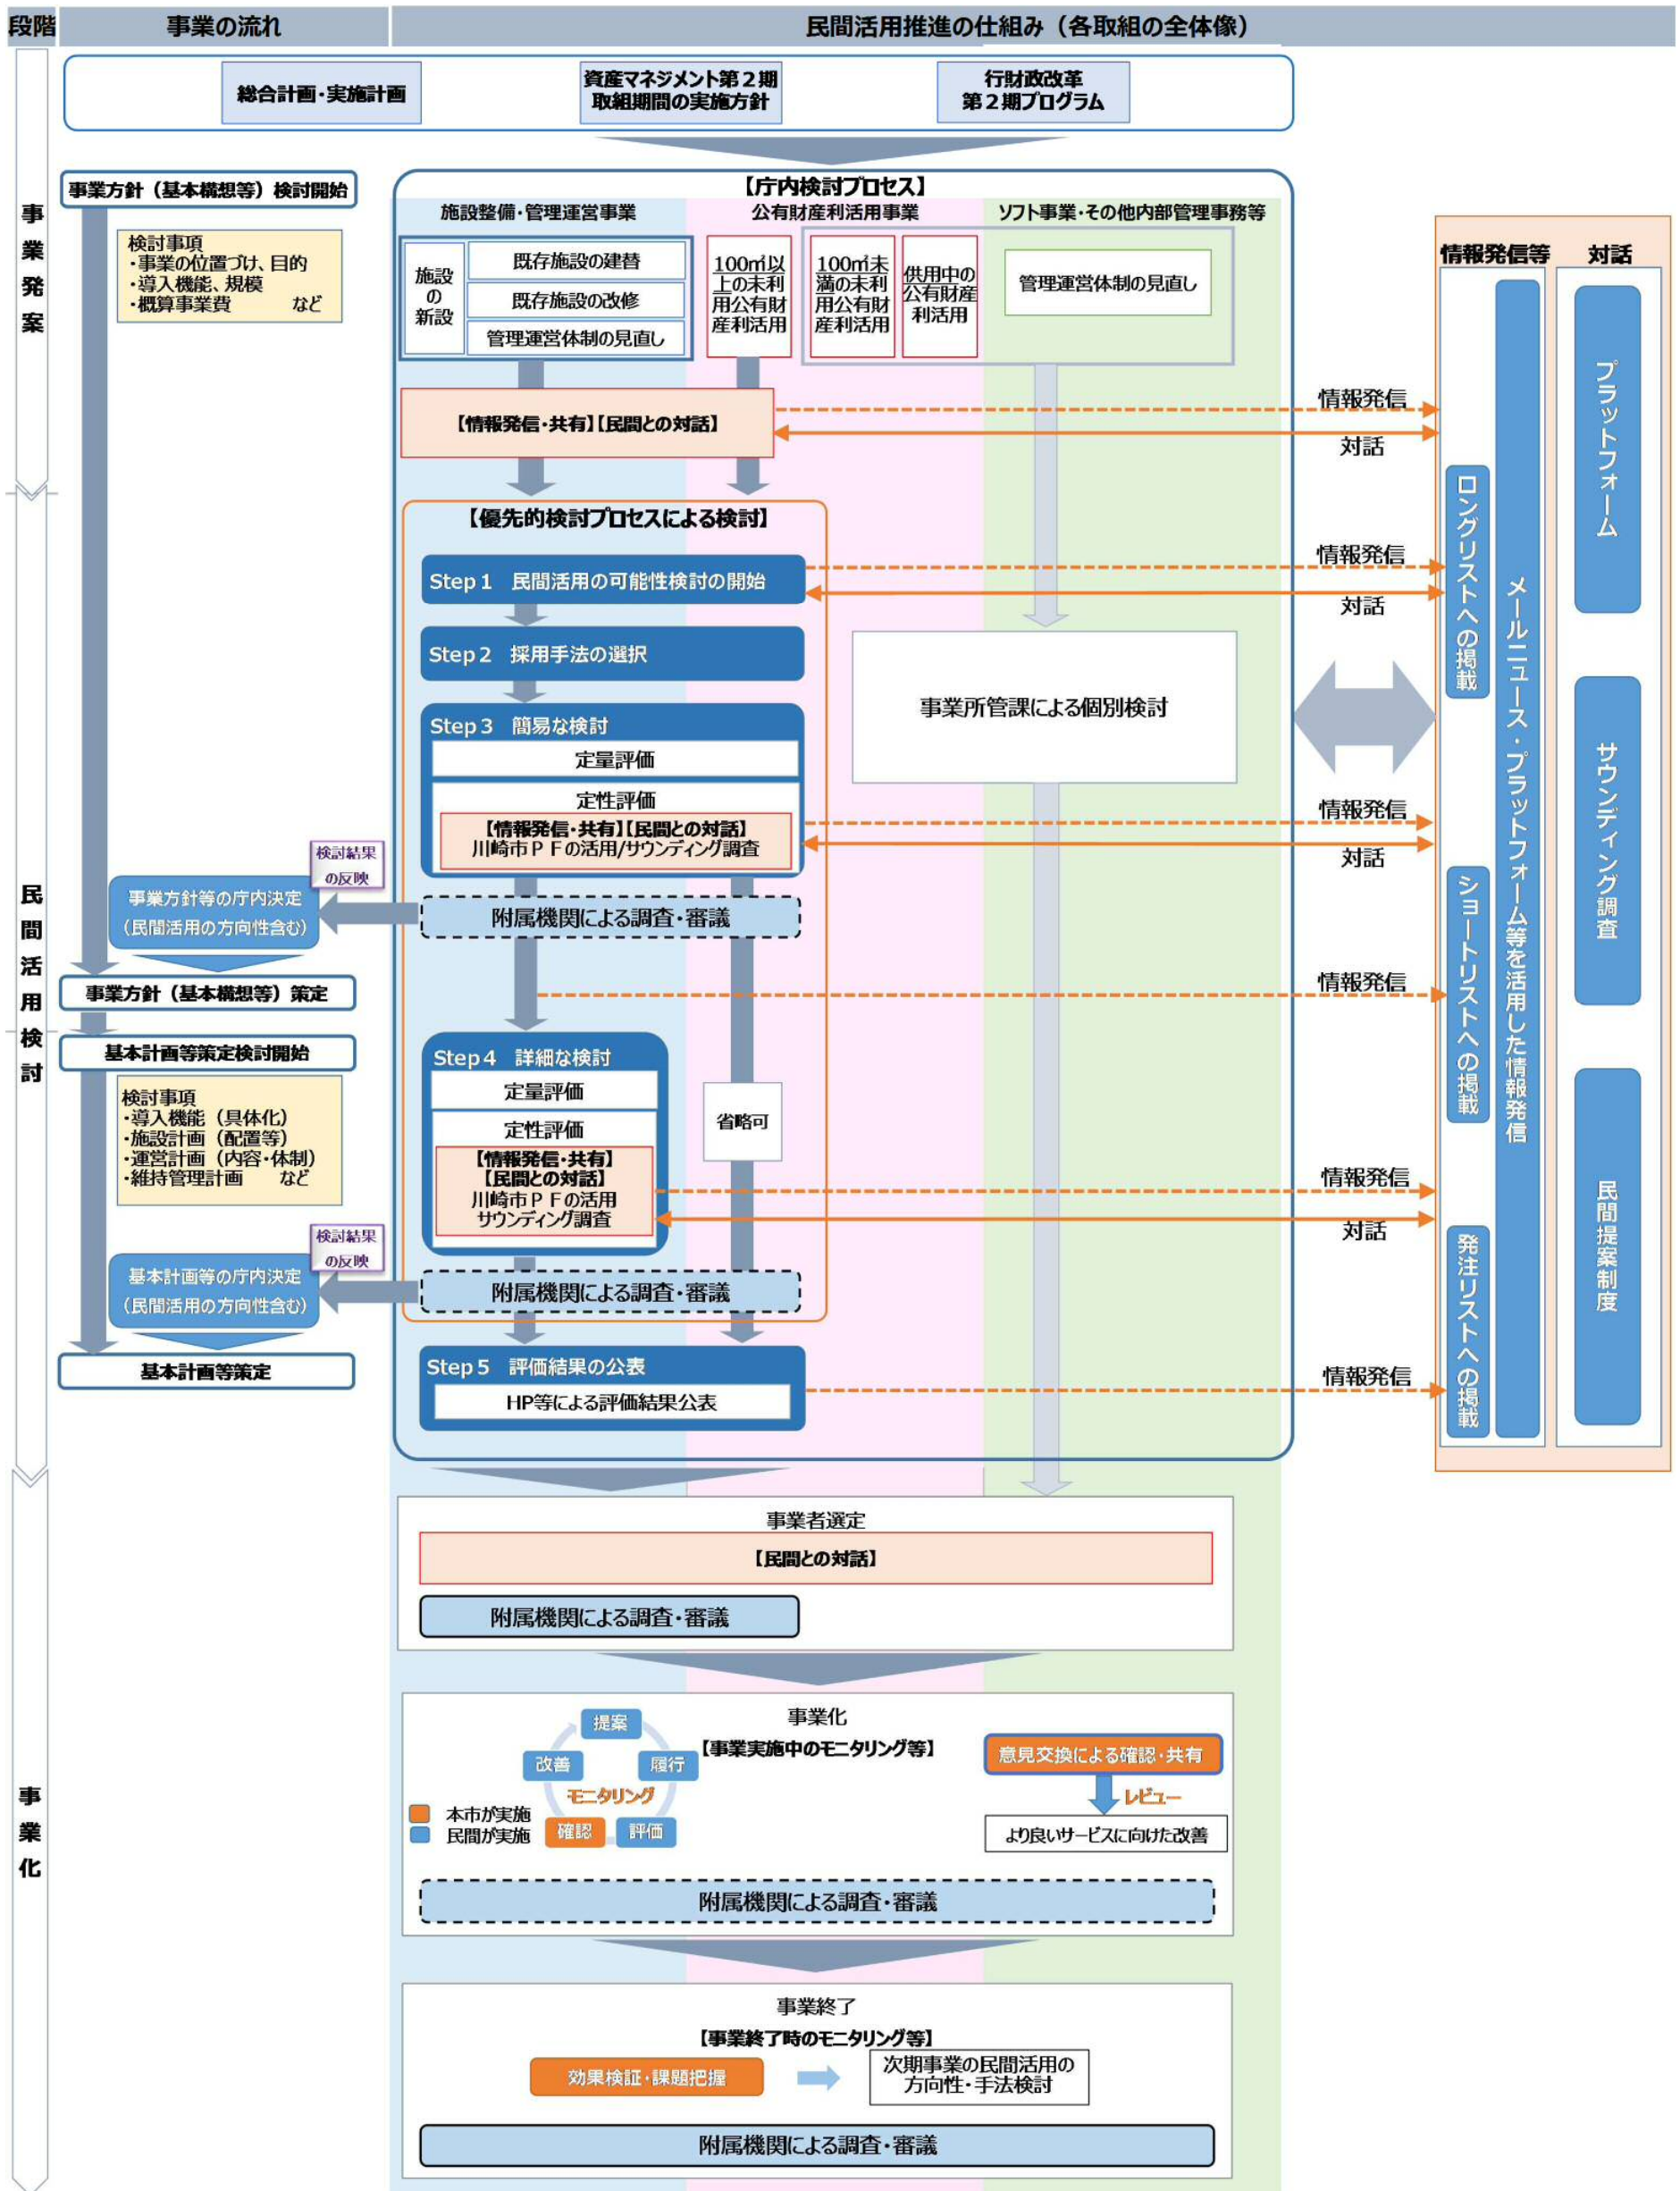 段階
事業の流れ
民間活用推進の仕組み（各取組の全体像）
総合計画・実施計画
資産マネジメント第２期
取組期間の実施方針
行財政改革
第２期プログラム
事業発案
事業方針（基本構想等）検討開始
検討事項
・事業の位置づけ、目的
・導入機能、規模
・概算事業費　　　など
【庁内検討プロセス】
施設整備・管理運営事業
公有財産利活用事業
ソフト事業・その他内部管理事務等
施設
の
新設
既存施設の建替
既存施設の改修
管理運営体制の見直し
100㎡以
上の未利
用公有財
産利活用
100㎡未
満の未利
用公有財
産利活用
供用中の
公有財産
利活用
管理運営体制の見直し
【情報発信・共有】【民間との対話】
情報発信
対話
情報発信等
対話
ロングリストへの掲載
ショートリストへの掲載
発注リストへの掲載
メールニュース・プラットフォーム等を活用した情報発信
プラットフォーム
サウンディング調査
民間提案制度
民間活用検討
【優先的検討プロセスによる検討】
Step１　民間活用の可能性検討の開始
情報発信
対話
Step２　採用手法の選択
Step３　簡易な検討
定量評価
定性評価
【情報発信・共有】【民間との対話】
川崎市ＰＦの活用/サウンディング調査
情報発信
対話
事業所管課による個別検討
附属機関による調査・審議
検討結果
の反映
事業方針等の庁内決定
（民間活用の方向性含む）
事業方針（基本構想等）策定
情報発信
基本計画等策定検討開始
検討事項
・導入機能（具体化）
・施設計画（配置等）
・運営計画（内容・体制）
・維持管理計画　　など
Step４　詳細な検討
定量評価
定性評価
【情報発信・共有】
【民間との対話】
川崎市ＰＦの活用
サウンディング調査
省略可
情報発信
対話
検討結果
の反映
基本計画等の庁内決定
（民間活用の方向性含む）
附属機関による調査・審議
基本計画等策定
Step５　評価結果の公表
HP等による評価結果公表
情報発信
事業化
事業者選定
【民間との対話】
附属機関による調査・審議
事業化
【事業実施中のモニタリング等】
提案
履行
評価
確認
改善
モニタリング
本市が実施
民間が実施
意見交換による確認・共有
レビュー
より良いサービスに向けた改善
附属機関による調査・審議
事業終了
【事業終了時のモニタリング等】
効果検証・課題把握
次期事業の民間活用の
方向性・手法検討
附属機関による調査・審議